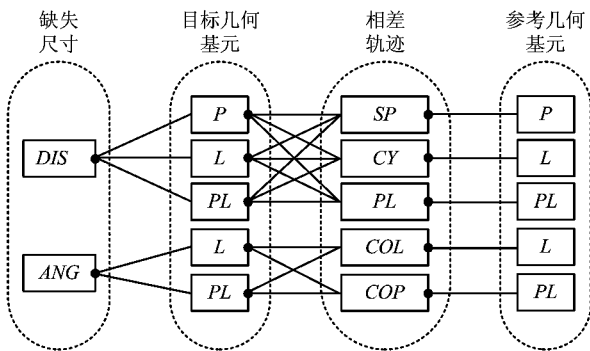 缺失 目标几何 相差 参考几何
尺寸 基元 轨迹 基元
P SP P
DIS L CY L
PL PL PL
L COL L
ANG PL COP PL